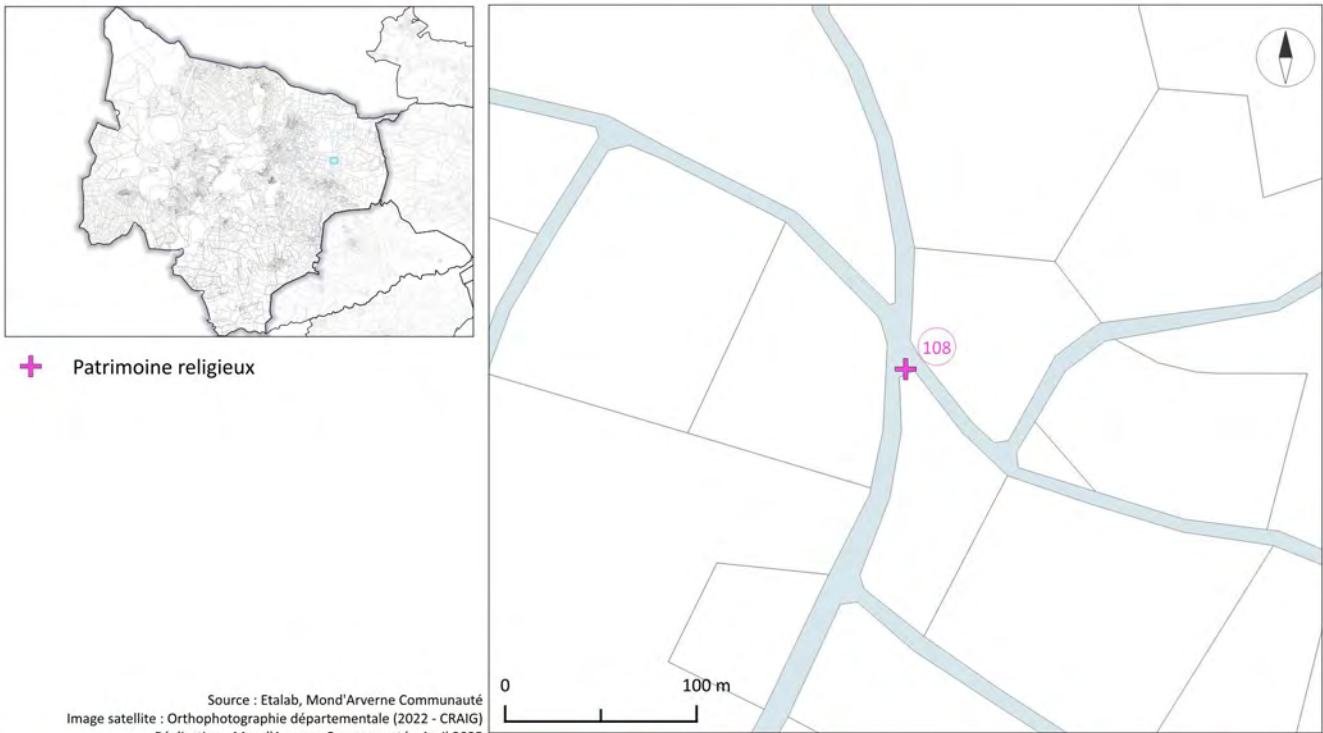 Patrimoine religieux
108
0 100 m
Source : Etalab, Mond'Arverne Communauté
Image satellite : Orthophotographie départementale (2022 - CRAIG)